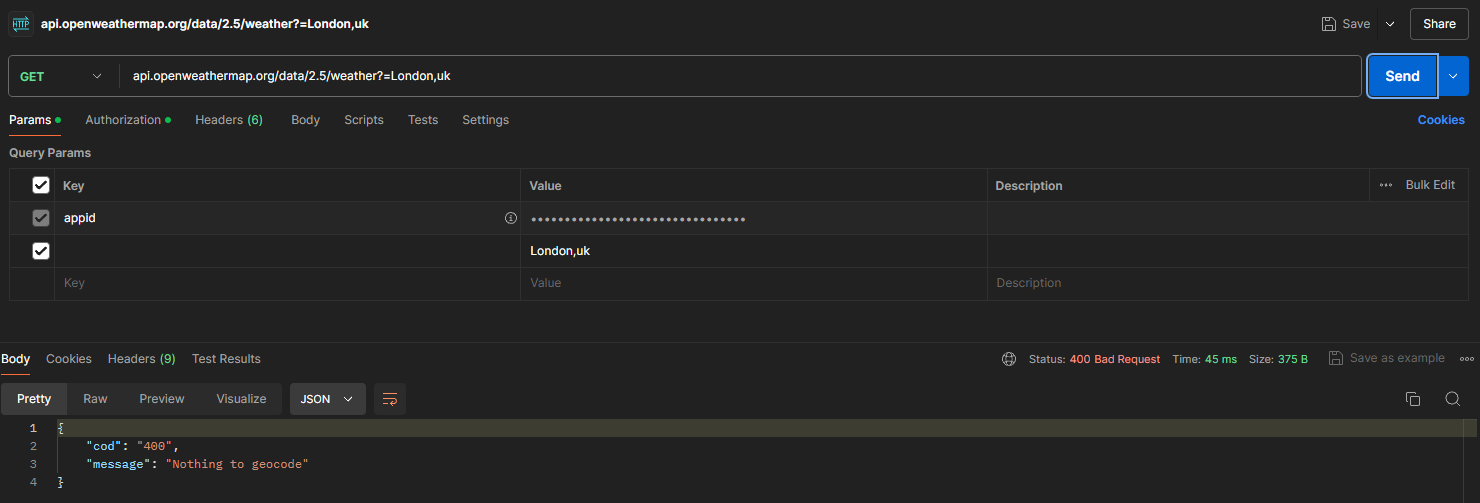 HTTP api.openweathermap.org/data/2.5/weather?=London,uk Save Share
GET api.openweathermap.org/data/2.5/weather?=London,uk Send
Params Authorization Headers (6) Body Scripts Tests Settings Cookies
Query Params
Key Value Description ••• Bulk Edit
appid ••••••••••••••••••••••••••••••••
London,uk
Key Value Description
Body Cookies Headers (9) Test Results Status: 400 Bad Request Time: 45 ms Size: 375 B Save as example
Pretty Raw Preview Visualize JSON
1 {
2 "cod": "400",
3 "message": "Nothing to geocode"
4 }